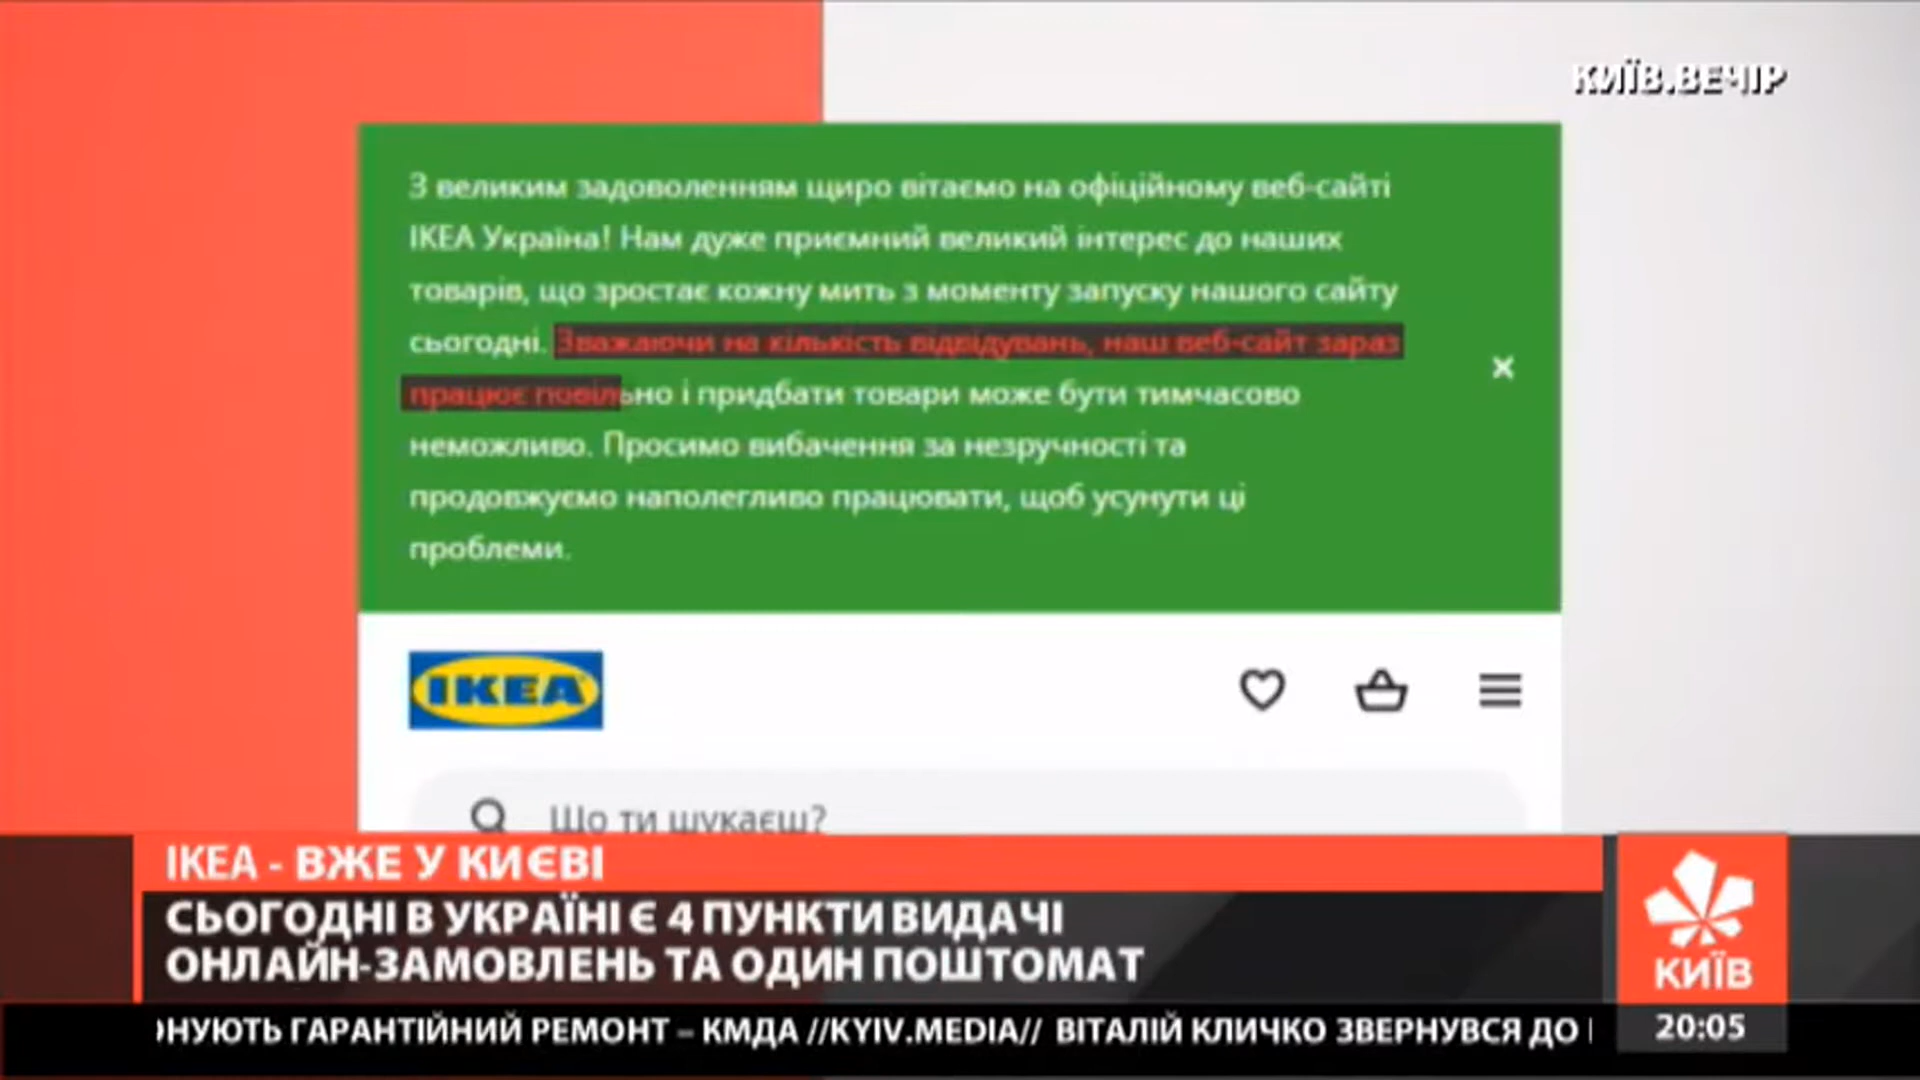 КИЇВ.ВЕЧІР
З великим задоволенням щиро вітаємо на офіційному веб-сайті
IKEA Україна! Нам дуже приємний великий інтерес до наших
товарів, що зростає кожну мить з моменту запуску нашого сайту
сьогодні. Зважаючи на кількість відвідувань, наш веб-сайт зараз
працює повільно і придбати товари може бути тимчасово
неможливо. Просимо вибачення за незручності та
продовжуємо наполегливо працювати, щоб усунути ці
проблеми.
IKEA
Що ти шукаєш?
IKEA - ВЖЕ У КИЄВІ
СЬОГОДНІ В УКРАЇНІ Є 4 ПУНКТИ ВИДАЧІ
ОНЛАЙН-ЗАМОВЛЕНЬ ТА ОДИН ПОШТОМАТ
КИЇВ
ГАРАНТІЙНИЙ РЕМОНТ – КМДА //KYIV.MEDIA// ВІТАЛІЙ КЛИЧКО ЗВЕРНУВСЯ ДО
20:05